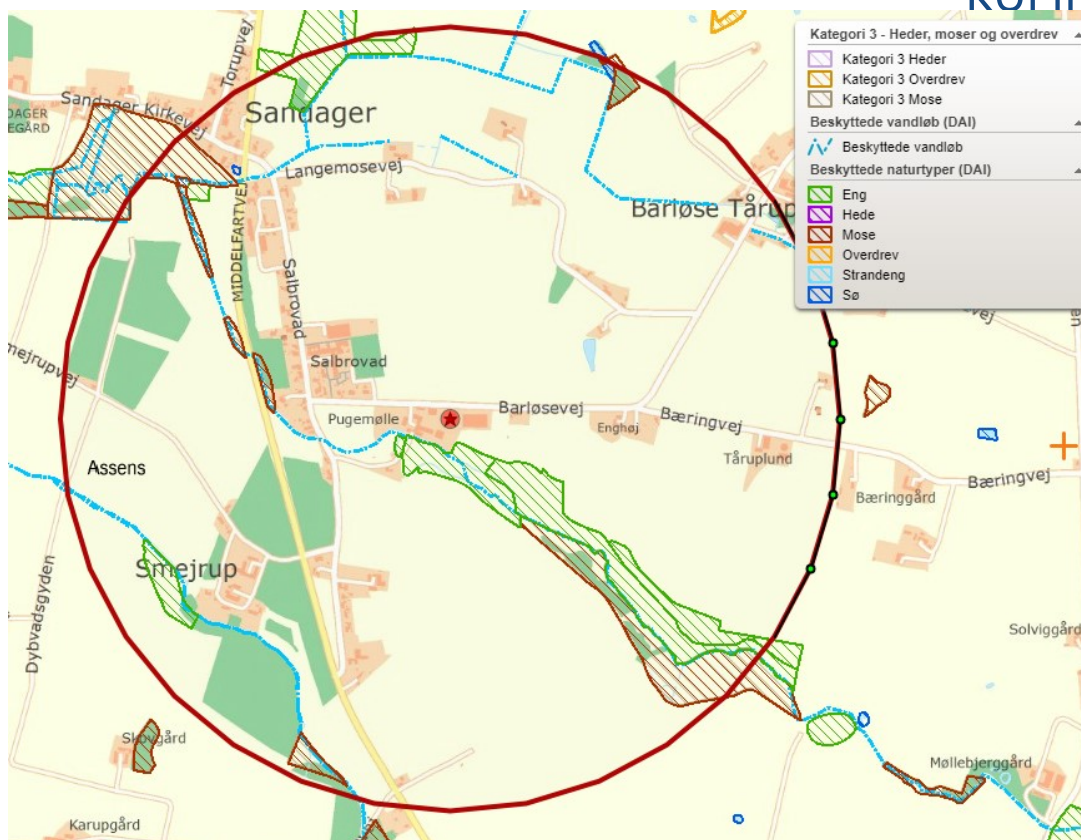 Kategori 3 - Heder, moser og overdrev
Kategori 3 Heder
Kategori 3 Overdrev
Kategori 3 Mose
Beskyttede vandløb (DAI)
Beskyttede vandløb
Beskyttede naturtyper (DAI)
Eng
Hede
Mose
Overdrev
Strandeng
Sø
Torupvej
Sandager Kirkevej
Sandager
Langemosevej
MIDDELFARTVEJ
Barløse Tårup
Salbrovad
Salbrovad
Pugemølle
Barløsevej
Enghøj
Bæringvej
Tåruplund
Bæringvej
Bæringgård
Assens
Smejrup
Dybvadsgyden
Solviggård
Skovgård
Møllebjerggård
Karupgård